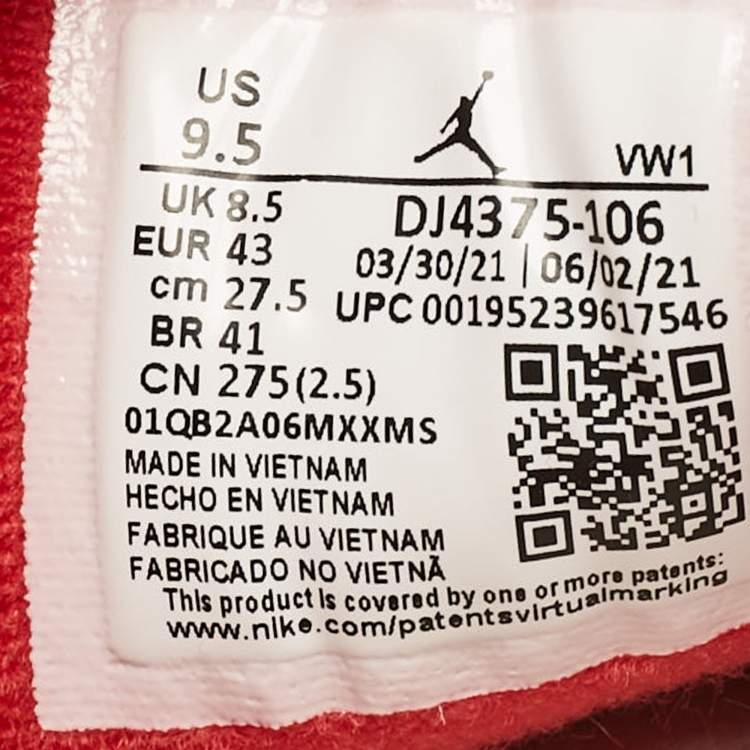 US
9.5
VW1
UK 8.5
DJ4375-106
EUR 43
03/30/21 | 06/02/21
cm 27.5
UPC 00195239617546
BR 41
CN 275(2.5)
01QB2A06MXXMS
MADE IN VIETNAM
HECHO EN VIETNAM
FABRIQUE AU VIETNAM
FABRICADO NO VIETNÃ
This product is covered by one or more patents:
www.nike.com/patentsvirtualmarking